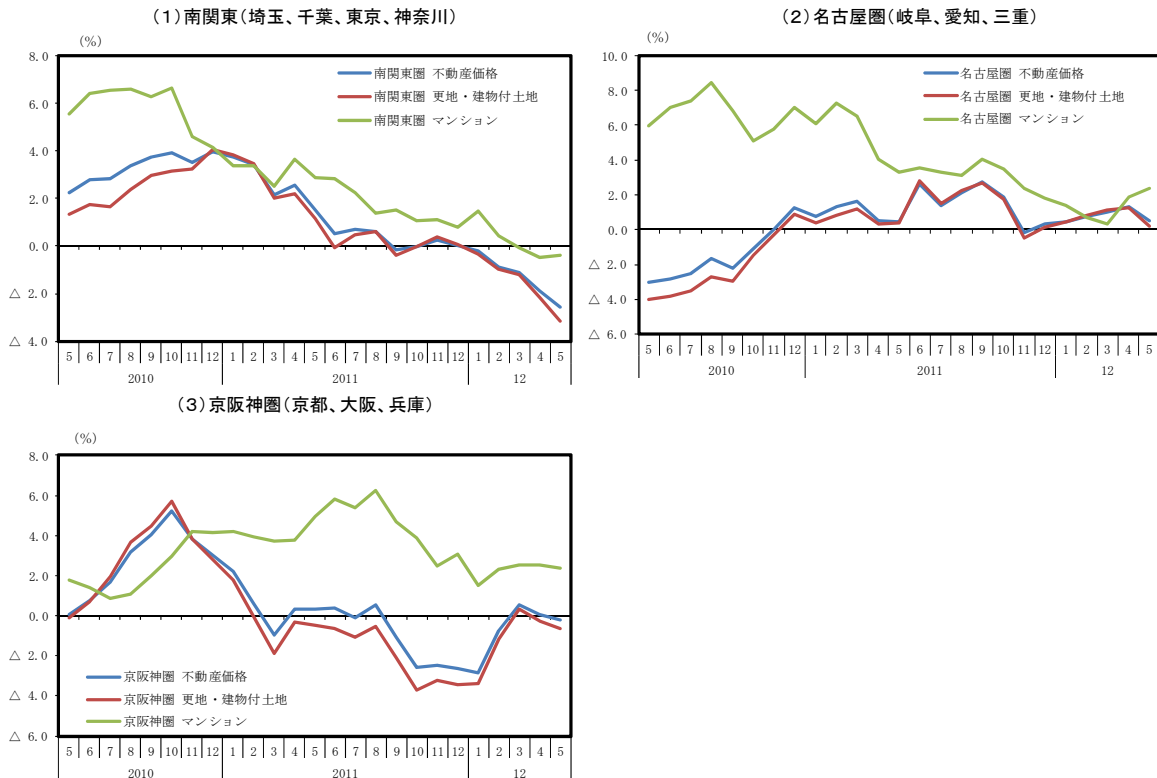 （１）南関東（埼玉、千葉、東京、神奈川）
(%)
8.0
6.0
4.0
2.0
0.0
△ 2.0
△ 4.0
南関東圏 不動産価格
南関東圏 更地・建物付土地
南関東圏 マンション
5 6 7 8 9 10 11 12 1 2 3 4 5 6 7 8 9 10 11 12 1 2 3 4 5
2010 2011 12
（２）名古屋圏（岐阜、愛知、三重）
(%)
10.0
8.0
6.0
4.0
2.0
0.0
△ 2.0
△ 4.0
△ 6.0
名古屋圏 不動産価格
名古屋圏 更地・建物付土地
名古屋圏 マンション
5 6 7 8 9 10 11 12 1 2 3 4 5 6 7 8 9 10 11 12 1 2 3 4 5
2010 2011 12
（３）京阪神圏（京都、大阪、兵庫）
(%)
8.0
6.0
4.0
2.0
0.0
△ 2.0
△ 4.0
△ 6.0
京阪神圏 不動産価格
京阪神圏 更地・建物付土地
京阪神圏 マンション
5 6 7 8 9 10 11 12 1 2 3 4 5 6 7 8 9 10 11 12 1 2 3 4 5
2010 2011 12